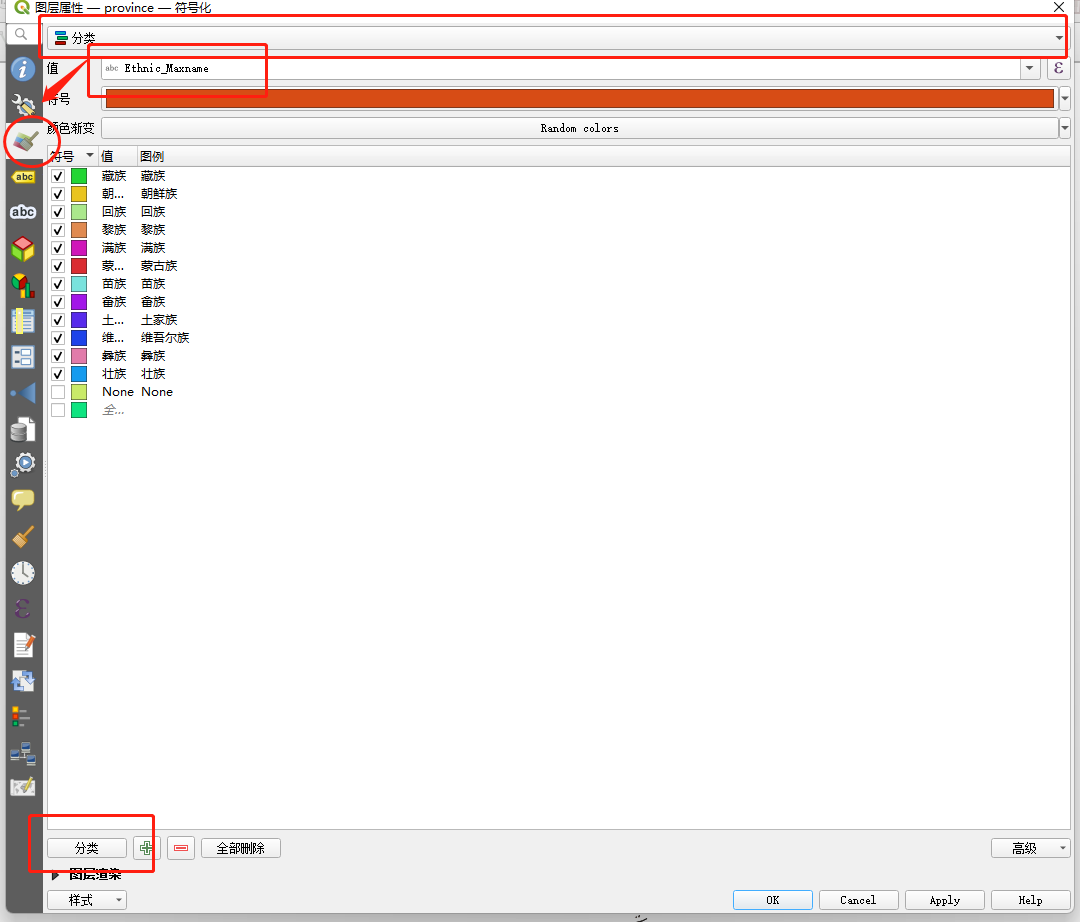 图层属性 — province — 符号化
分类
值 abc Ethnic_Maxname ε
符号
颜色渐变 Random colors
符号 值 图例
藏族 藏族
朝... 朝鲜族
回族 回族
黎族 黎族
满族 满族
蒙... 蒙古族
苗族 苗族
畲族 畲族
土... 土家族
维... 维吾尔族
彝族 彝族
壮族 壮族
None None
全...
abc
abc
分类 全部删除 高级
图层渲染
样式 OK Cancel Apply Help